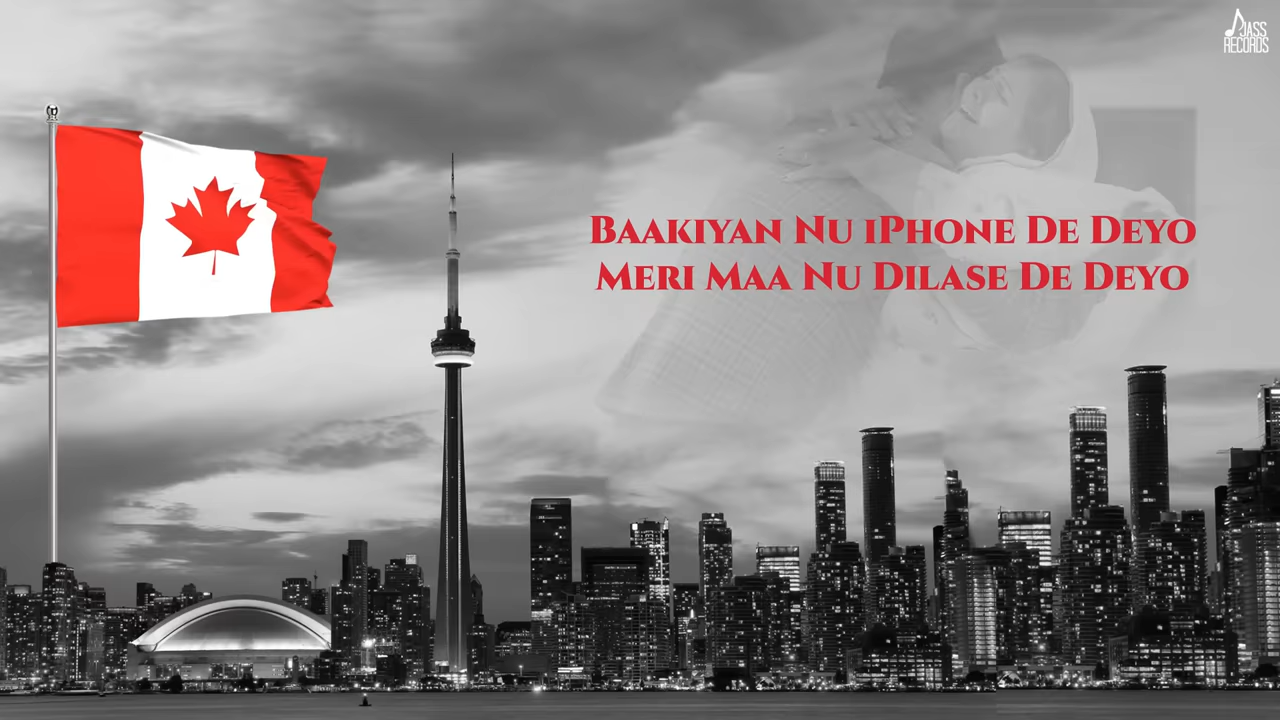 JASS
RECORDS
BAAKIYAN NU iPHONE DE DEYO
MERI MAA NU DILASE DE DEYO